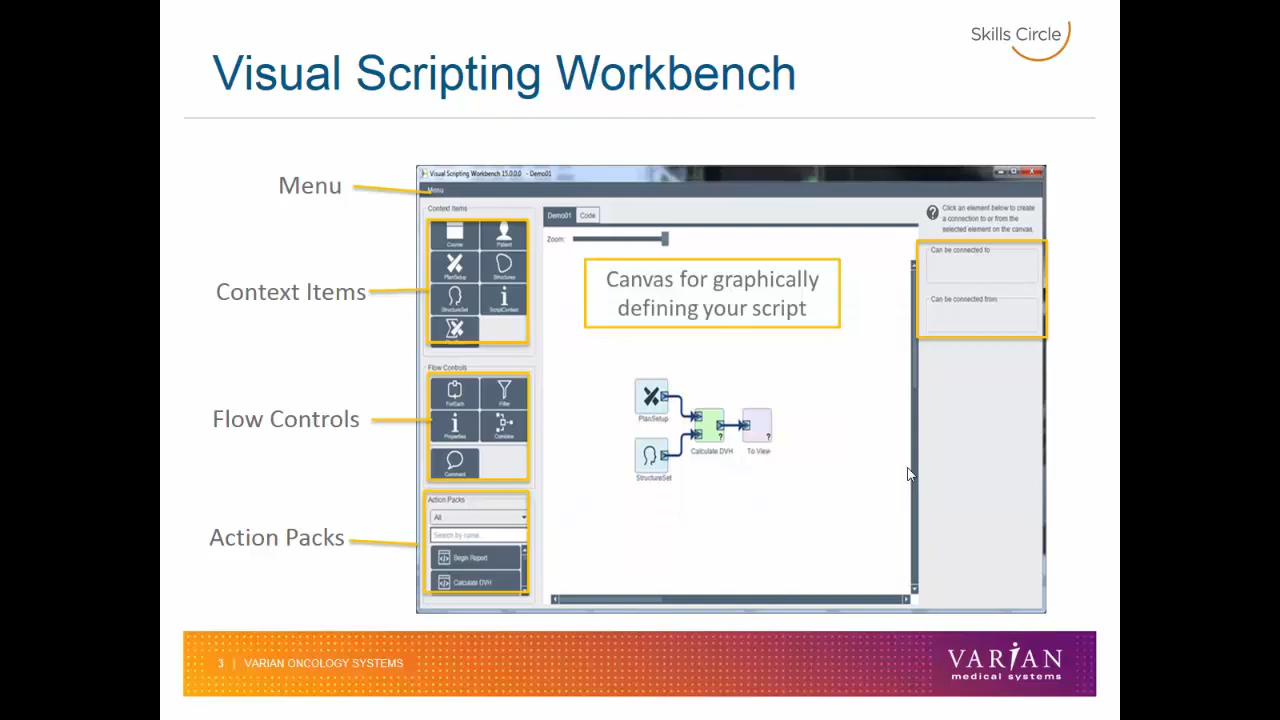 Skills Circle
Visual Scripting Workbench
Menu
Context Items
Flow Controls
Action Packs
Visual Scripting Workbench 15.0.0.0 - Demo01
Menu
Context Items
Course
Patient
PlanSetup
Structures
StructureSet
ScriptContext
Flow Controls
ForEach
Filter
Properties
Combine
Comment
Action Packs
All
Search by name.
Begin Report
Calculate DVH
Demo01
Code
Zoom:
Canvas for graphically
defining your script
PlanSetup
StructureSet
?
Calculate DVH
?
To View
?
Click an element below to create
a connection to or from the
selected element on the canvas.
Can be connected to
Can be connected from
3 | VARIAN ONCOLOGY SYSTEMS
VARIAN
medical systems